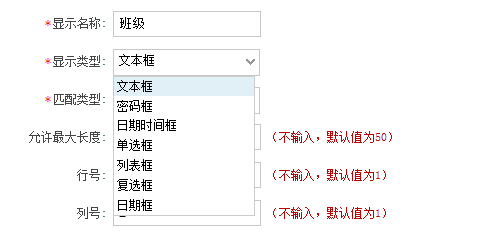 *显示名称: 班级
*显示类型: 文本框
文本框
*匹配类型:
密码框
日期时间框
允许最大长度: (不输入，默认值为50)
单选框
列表框
行号: (不输入，默认值为1)
复选框
日期框
列号: (不输入，默认值为1)